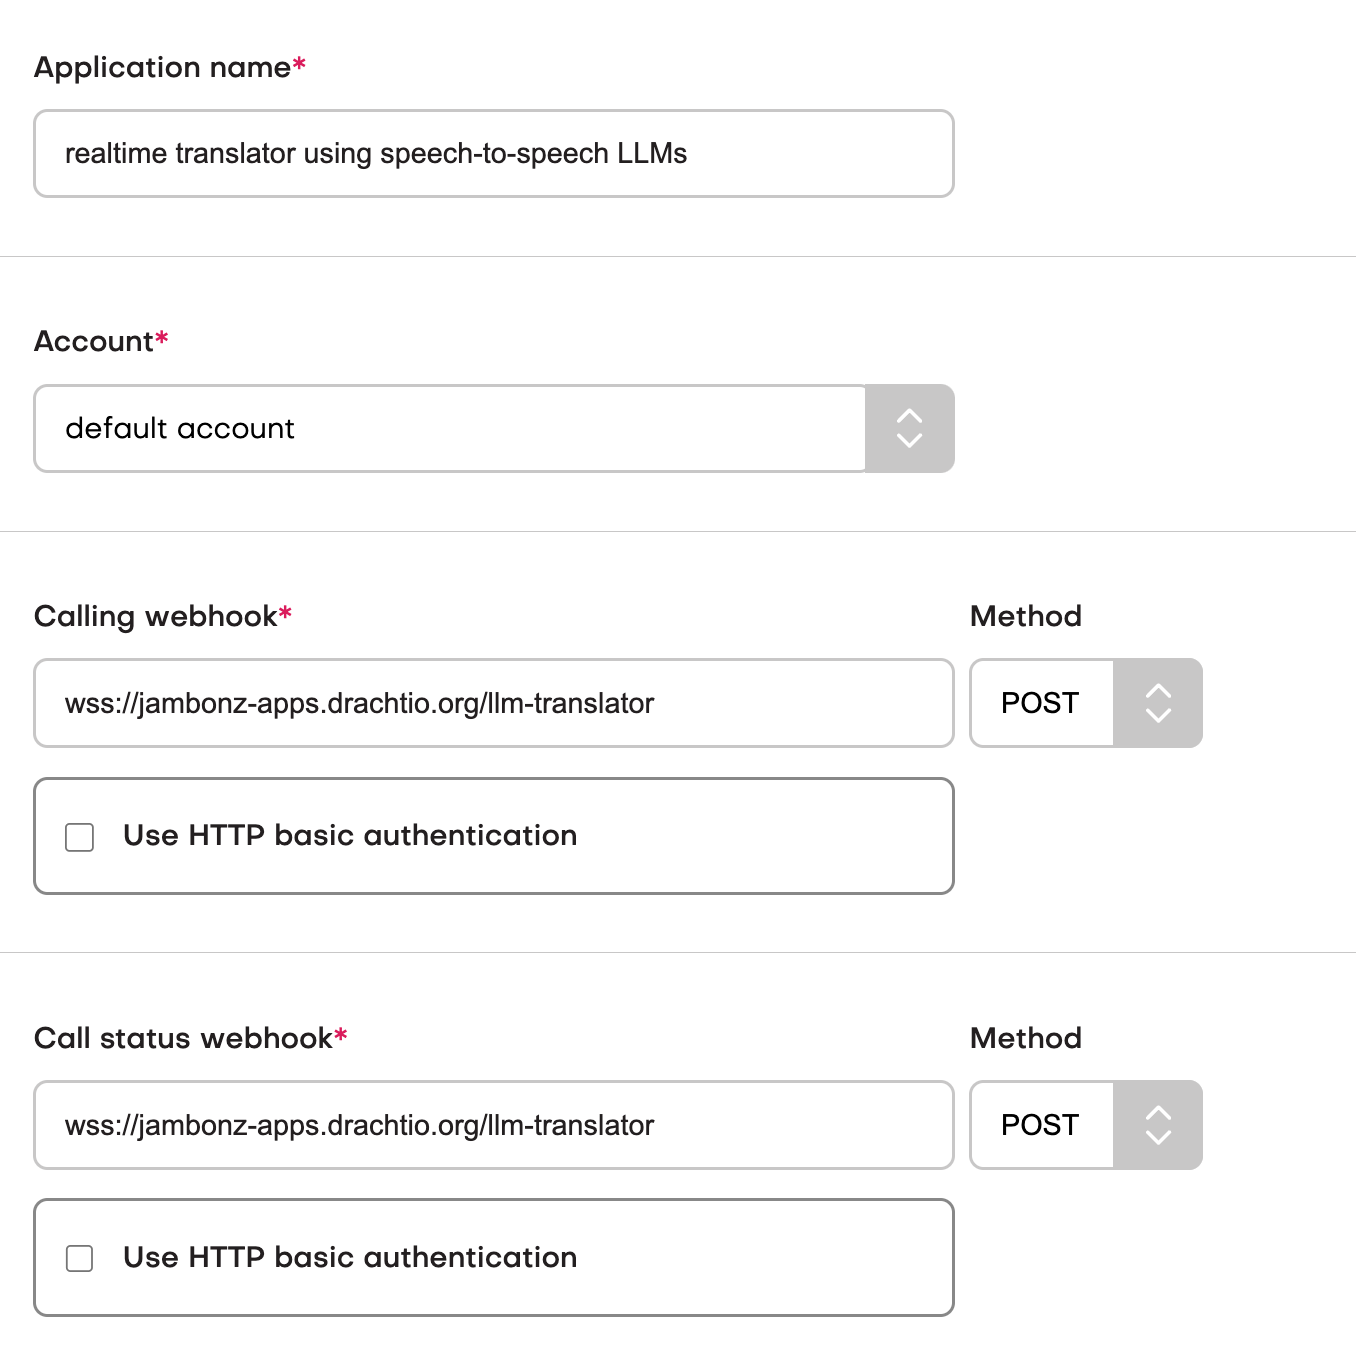 Application name*
realtime translator using speech-to-speech LLMs
Account*
default account
Calling webhook*
Method
wss://jambonz-apps.drachtio.org/llm-translator
POST
Use HTTP basic authentication
Call status webhook*
Method
wss://jambonz-apps.drachtio.org/llm-translator
POST
Use HTTP basic authentication